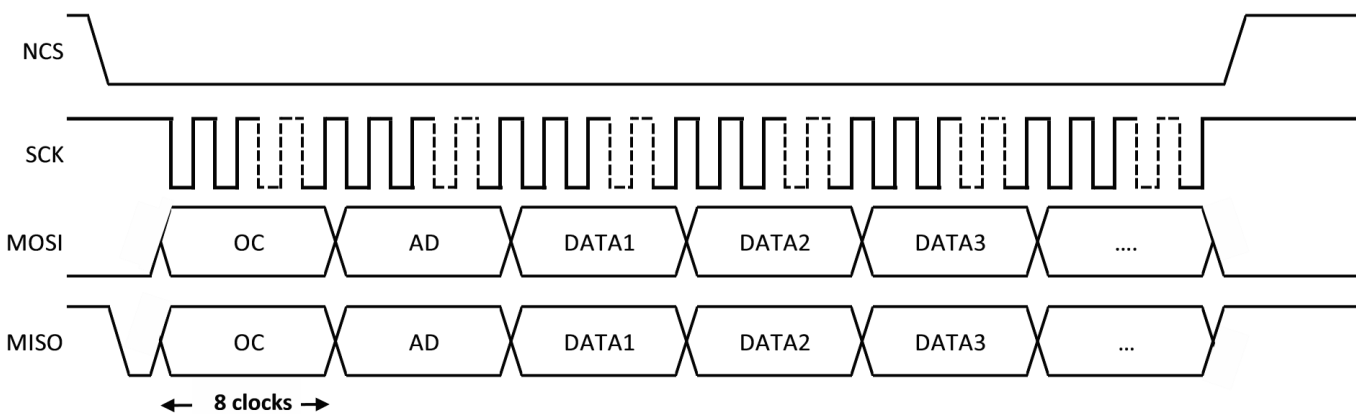 NCS
SCK
MOSI OC AD DATA1 DATA2 DATA3 ....
MISO OC AD DATA1 DATA2 DATA3 ...
8 clocks